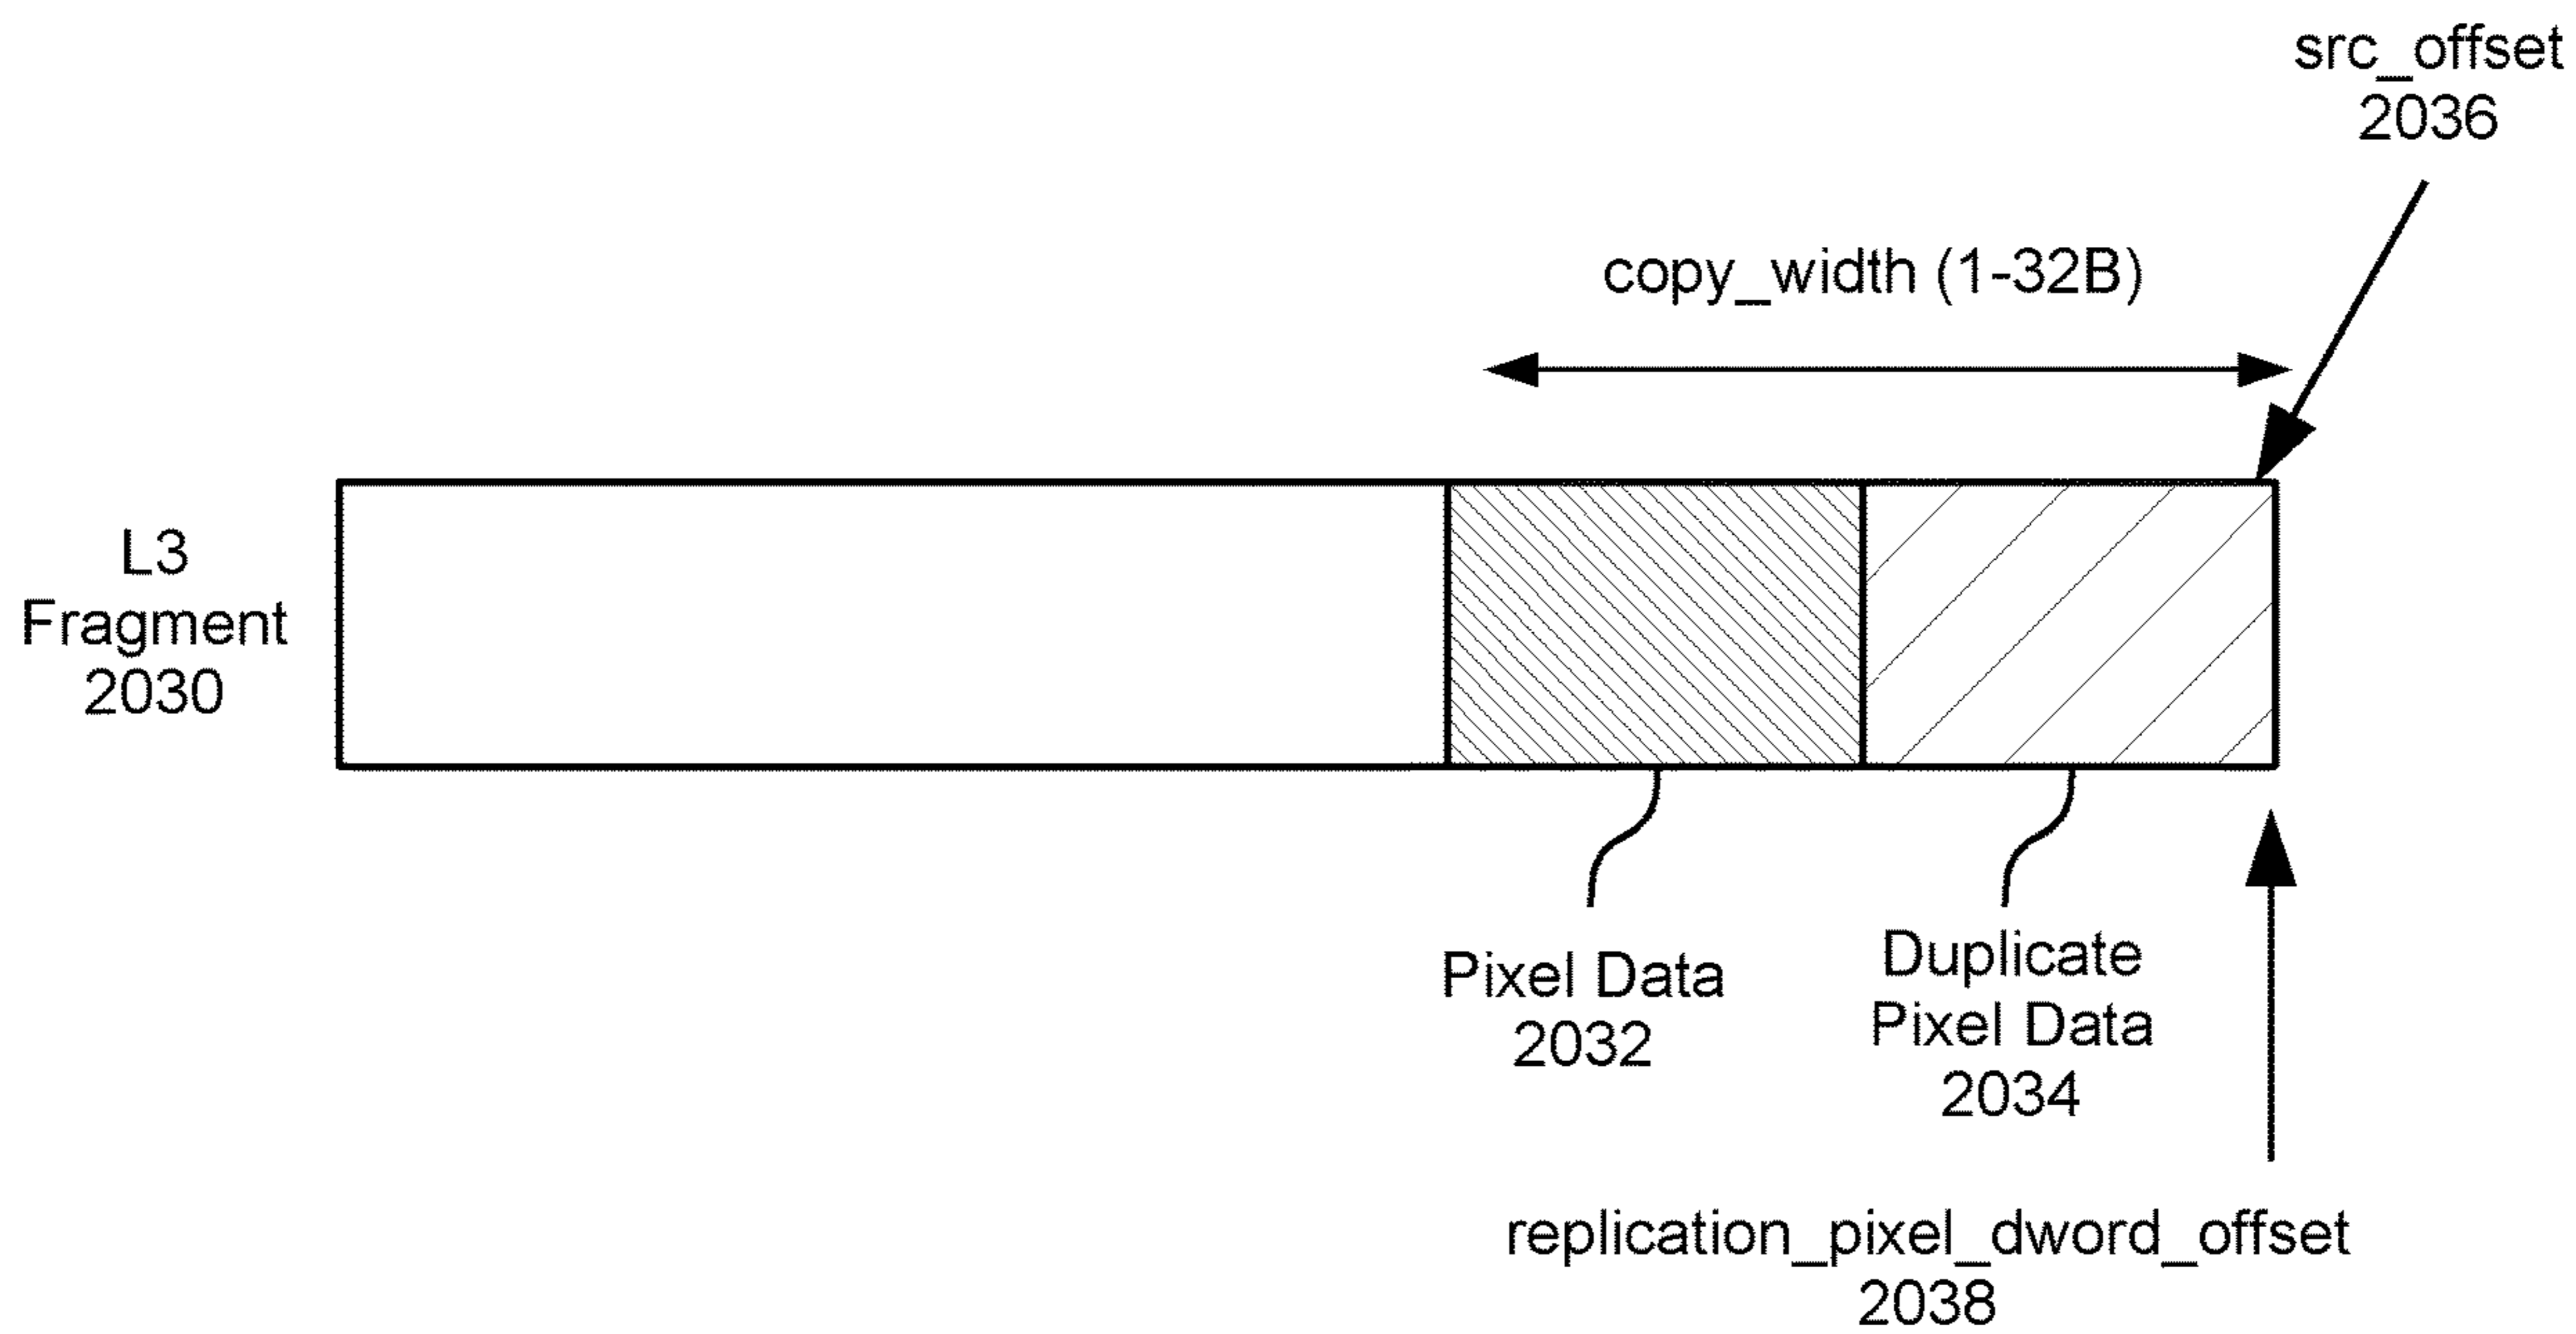 src_offset
2036
copy_width (1-32B)
L3
Fragment
2030
Pixel Data
2032
Duplicate
Pixel Data
2034
replication_pixel_dword_offset
2038